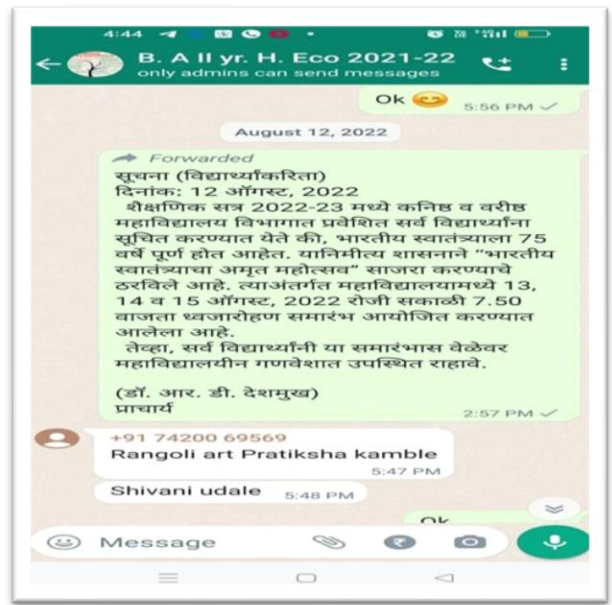 4:44
B. A II yr. H. Eco 2021-22
only admins can send messages
Ok 😊
5:56 PM
August 12, 2022
Forwarded
सूचना (विद्यार्थ्यांकरिता)
दिनांक: 12 ऑगस्ट, 2022
शैक्षणिक सत्र 2022-23 मध्ये कनिष्ठ व वरीष्ठ
महाविद्यालय विभागात प्रवेशित सर्व विद्यार्थ्यांना
सूचित करण्यात येते की, भारतीय स्वातंत्र्याला 75
वर्षे पूर्ण होत आहेत. यानिमीत्य शासनाने “भारतीय
स्वातंत्र्याचा अमृत महोत्सव” साजरा करण्याचे
ठरविले आहे. त्याअंतर्गत महाविद्यालयामध्ये 13,
14 व 15 ऑगस्ट, 2022 रोजी सकाळी 7.50
वाजता ध्वजारोहण समारंभ आयोजित करण्यात
आलेला आहे.
तेव्हा, सर्व विद्यार्थ्यांनी या समारंभास वेळेवर
महाविद्यालयीन गणवेशात उपस्थित राहावे.
(डॉ. आर. डी. देशमुख)
प्राचार्य
2:57 PM
+91 74200 69569
Rangoli art Pratiksha kamble
5:47 PM
Shivani udale
5:48 PM
Ok
Message